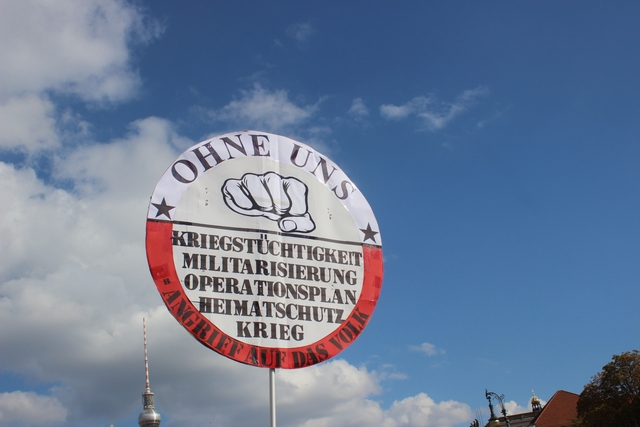 OHNE UNS
KRIEGSTÜCHTIGKEIT
MILITARISIERUNG
OPERATIONSPLAN
HEIMATSCHUTZ
KRIEG
"ANGRIFF AUF DAS VOLK"